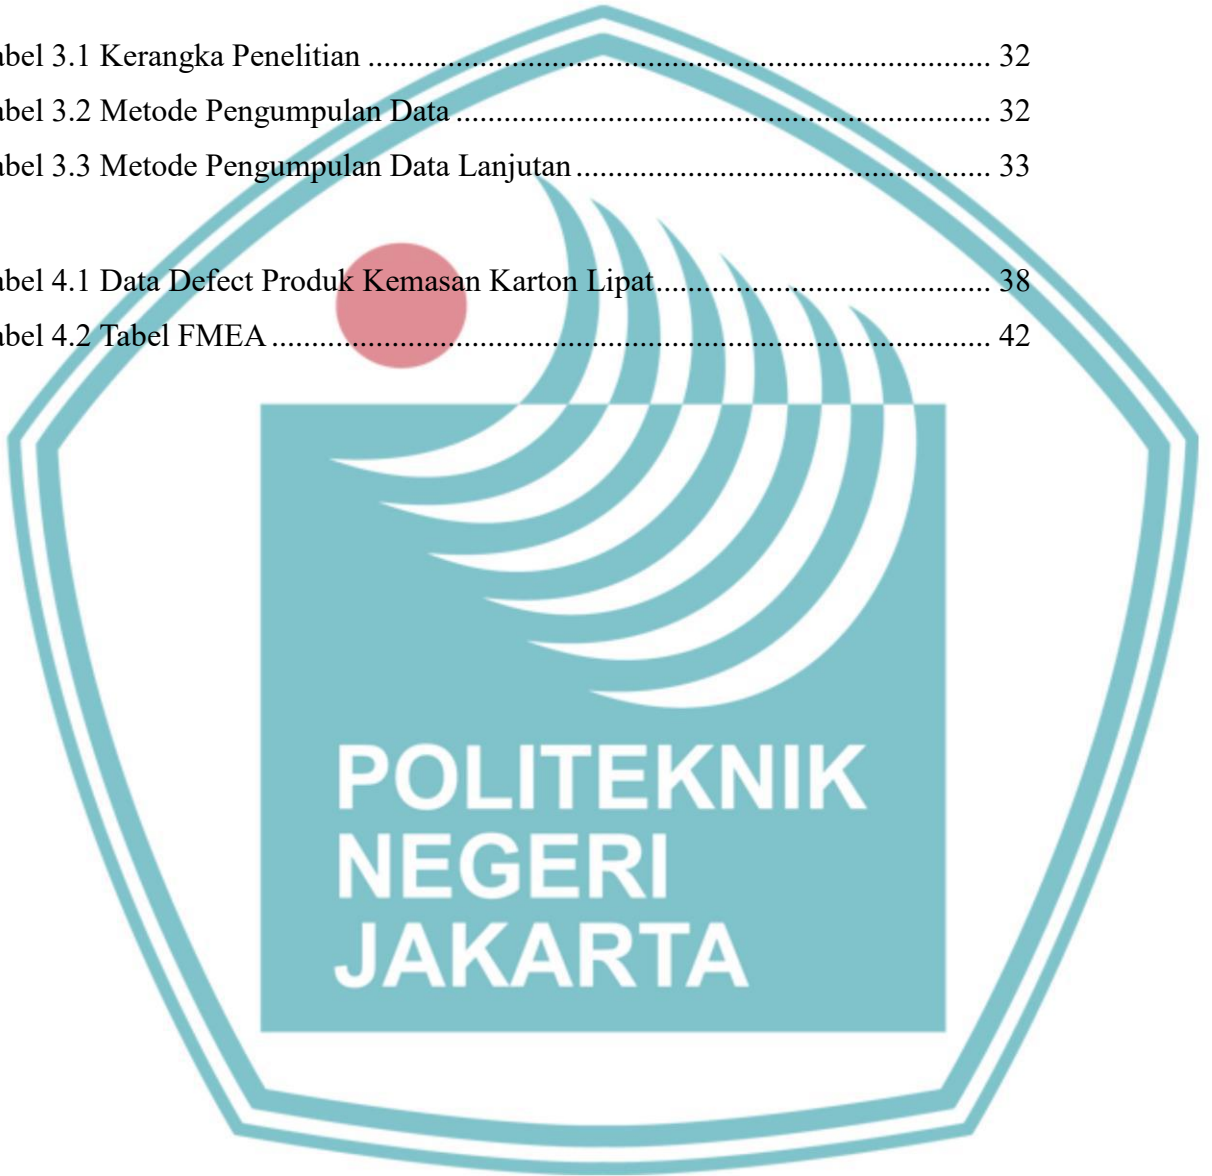 abel 3.1 Kerangka Penelitian ................................................................................ 32
abel 3.2 Metode Pengumpulan Data ..................................................................... 32
abel 3.3 Metode Pengumpulan Data Lanjutan ...................................................... 33
abel 4.1 Data Defect Produk Kemasan Karton Lipat ........................................... 38
abel 4.2 Tabel FMEA ............................................................................................ 42
POLITEKNIK
NEGERI
JAKARTA